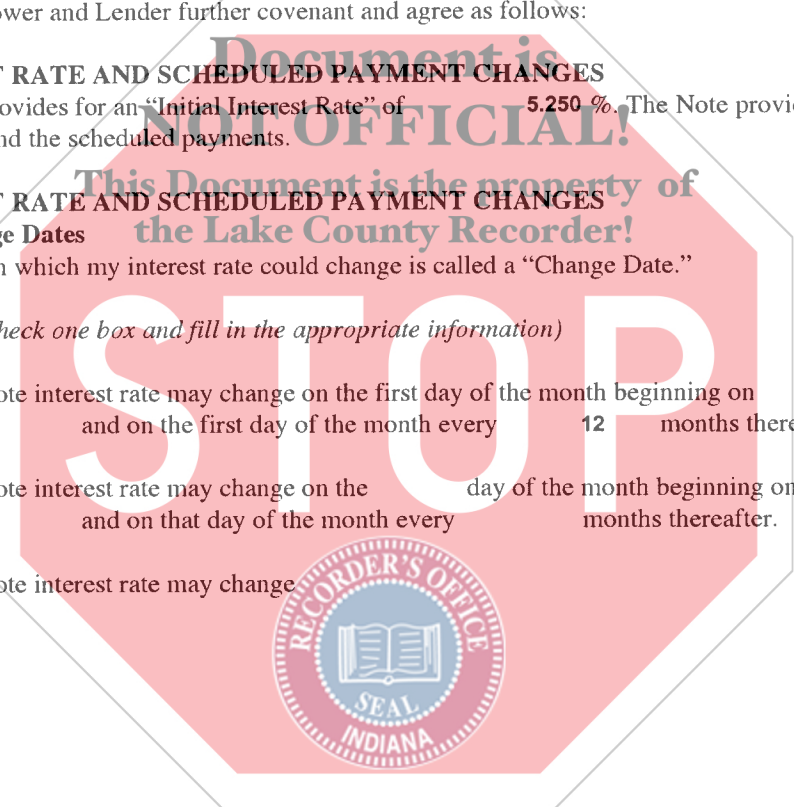 ower and Lender further covenant and agree as follows:
Document is
T RATE AND SCHEDULED PAYMENT CHANGES
ovides for an “Initial Interest Rate” of 5.250 %. The Note provi
NOT OFFICIAL!
nd the scheduled payments.
This Document is the property of
T RATE AND SCHEDULED PAYMENT CHANGES
the Lake County Recorder!
ge Dates
n which my interest rate could change is called a “Change Date.”
heck one box and fill in the appropriate information)
STOP
ote interest rate may change on the first day of the month beginning on
and on the first day of the month every 12 months there
ote interest rate may change on the day of the month beginning on
and on that day of the month every months thereafter.
ote interest rate may change
RECORDER'S OFFICE
SEAL
INDIANA